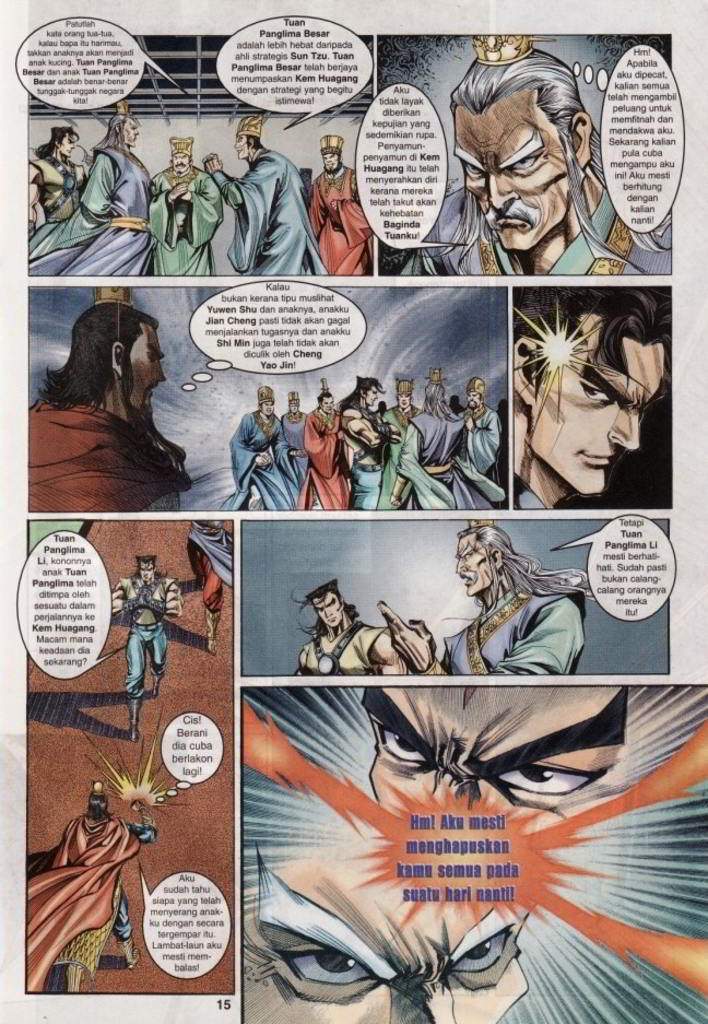 Patutlah
kata orang tua-tua,
kalau bapa itu harimau,
takkan anaknya akan menjadi
anak kucing. Tuan Panglima
Besar dan anak Tuan Panglima
Besar adalah benar-benar
tunggak-tunggak negara
kita!
Tuan
Panglima Besar
adalah lebih hebat daripada
ahli strategis Sun Tzu. Tuan
Panglima Besar telah berjaya
menumpaskan Kem Huagang
dengan strategi yang begitu
istimewa!
Aku
tidak layak
diberikan
kepujian yang
sedemikian rupa.
Penyamun-
penyamun di Kem
Huagang itu telah
menyerahkan diri
kerana mereka
telah takut akan
kehebatan
Baginda
Tuanku!
Hm!
Apabila
aku dipecat,
kalian semua
telah mengambil
peluang untuk
memfitnah dan
mendakwa aku.
Sekarang kalian
pula cuba
mengampu aku
ini! Aku mesti
berhitung
dengan
kalian
nanti!
Kalau
bukan kerana tipu muslihat
Yuwen Shu dan anaknya, anakku
Jian Cheng pasti tidak akan gagal
menjalankan tugasnya dan anakku
Shi Min juga telah tidak akan
diculik oleh Cheng
Yao Jin!
Tuan
Panglima
Li, kononnya
anak Tuan
Panglima telah
ditimpa oleh
sesuatu dalam
perjalannya ke
Kem Huagang.
Macam mana
keadaan dia
sekarang?
Cis!
Berani
dia cuba
berlakon
lagi!
Aku
sudah tahu
siapa yang telah
menyerang anak-
ku dengan secara
tergempar itu.
Lambat-laun aku
mesti mem-
balas!
Tetapi
Tuan
Panglima Li
mesti berhati-
hati. Sudah pasti
bukan calang-
calang orangnya
mereka
itu!
Hm! Aku mesti
menghapuskan
kamu semua pada
suatu hari nanti!
15